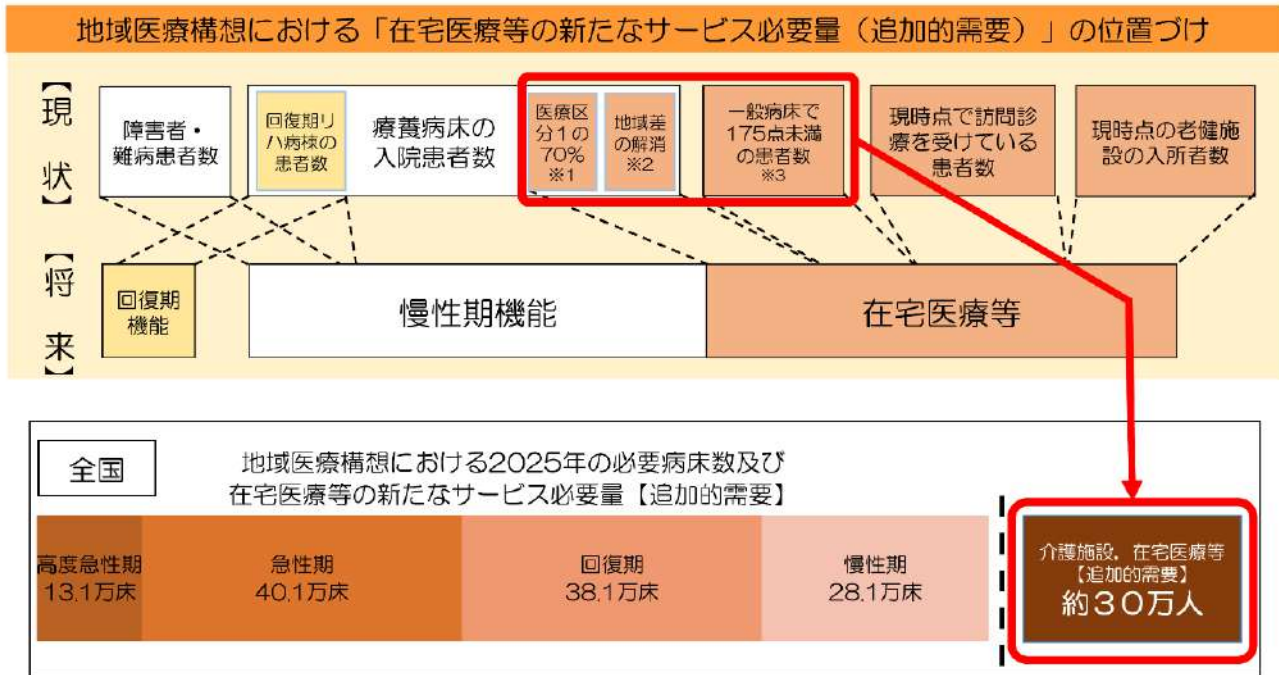 地域医療構想における「在宅医療等の新たなサービス必要量（追加的需要）」の位置づけ
【現状】
障害者・
難病患者数
回復期リ
ハ病棟の
患者数
療養病床の
入院患者数
医療区
分1の
70%
※1
地域差
の解消
※2
一般病床で
175点未満
の患者数
※3
現時点で訪問診
療を受けている
患者数
現時点の老健施
設の入所者数
【将来】
回復期
機能
慢性期機能
在宅医療等
全国
地域医療構想における2025年の必要病床数及び
在宅医療等の新たなサービス必要量【追加的需要】
高度急性期
13.1万床
急性期
40.1万床
回復期
38.1万床
慢性期
28.1万床
介護施設，在宅医療等
【追加的需要】
約３０万人